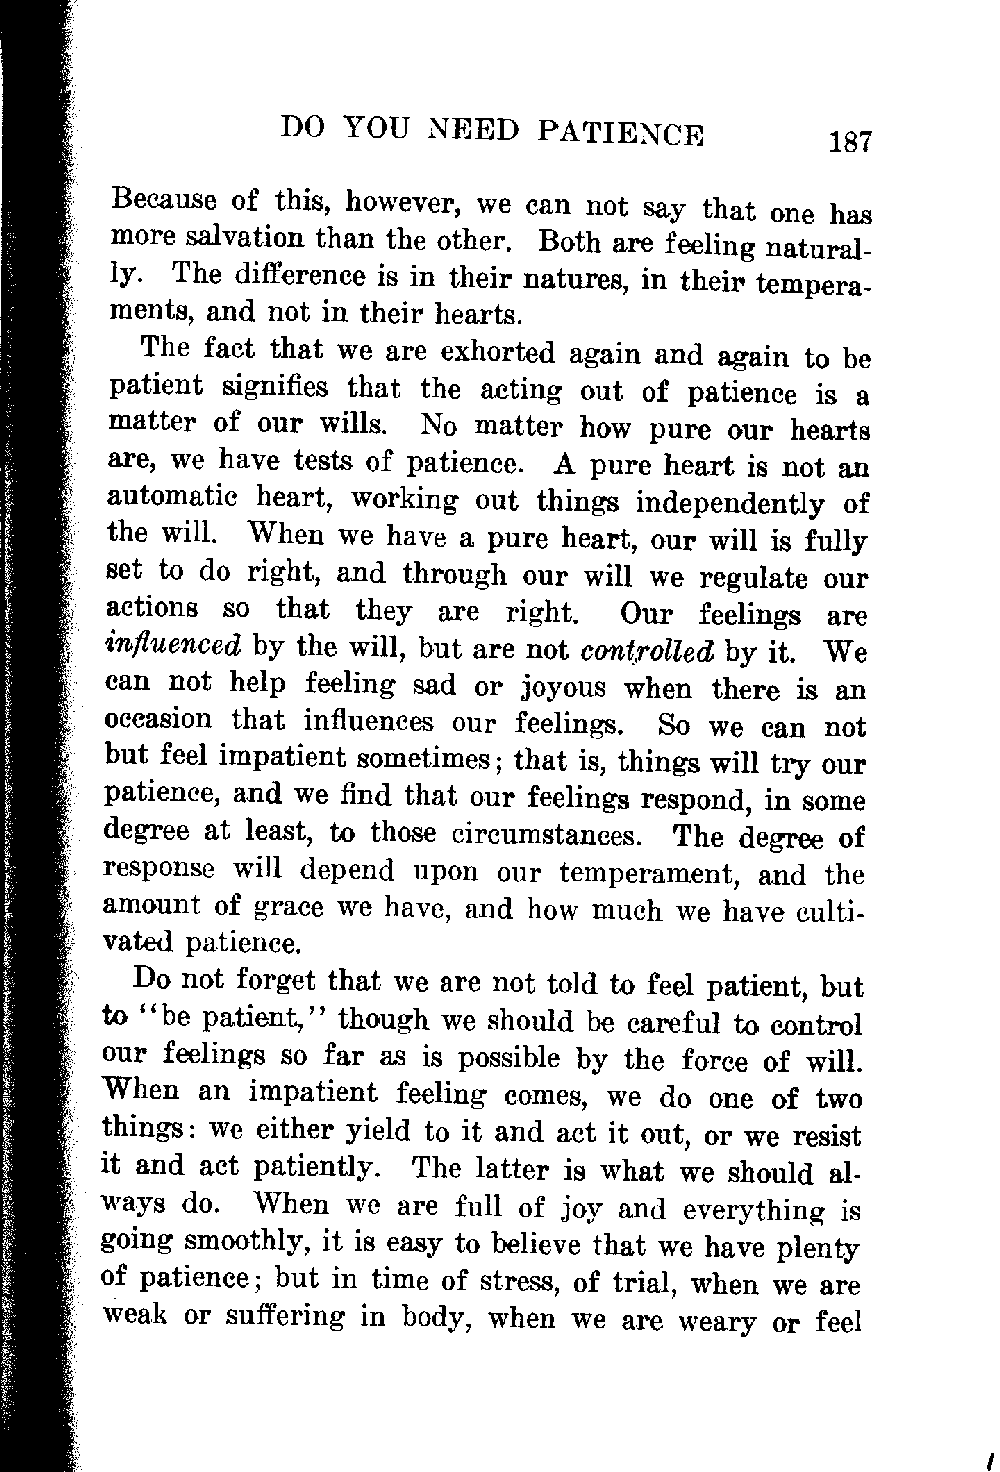 DO YOU NEED PATIENCE 187
Because of this, however, we can not say that one has
more salvation than the other. Both are feeling natural-
ly. The difference is in their natures, in their tempera-
ments, and not in their hearts.
The fact that we are exhorted again and again to be
patient signifies that the acting out of patience is a
matter of our wills. No matter how pure our hearts
are, we have tests of patience. A pure heart is not an
automatic heart, working out things independently of
the will. When we have a pure heart, our will is fully
set to do right, and through our will we regulate our
actions so that they are right. Our feelings are
influenced by the will, but are not controlled by it. We
can not help feeling sad or joyous when there is an
occasion that influences our feelings. So we can not
but feel impatient sometimes; that is, things will try our
patience, and we find that our feelings respond, in some
degree at least, to those circumstances. The degree of
response will depend upon our temperament, and the
amount of grace we have, and how much we have culti-
vated patience.
Do not forget that we are not told to feel patient, but
to "be patient," though we should be careful to control
our feelings so far as is possible by the force of will.
When an impatient feeling comes, we do one of two
things: we either yield to it and act it out, or we resist
it and act patiently. The latter is what we should al-
ways do. When we are full of joy and everything is
going smoothly, it is easy to believe that we have plenty
of patience; but in time of stress, of trial, when we are
weak or suffering in body, when we are weary or feel